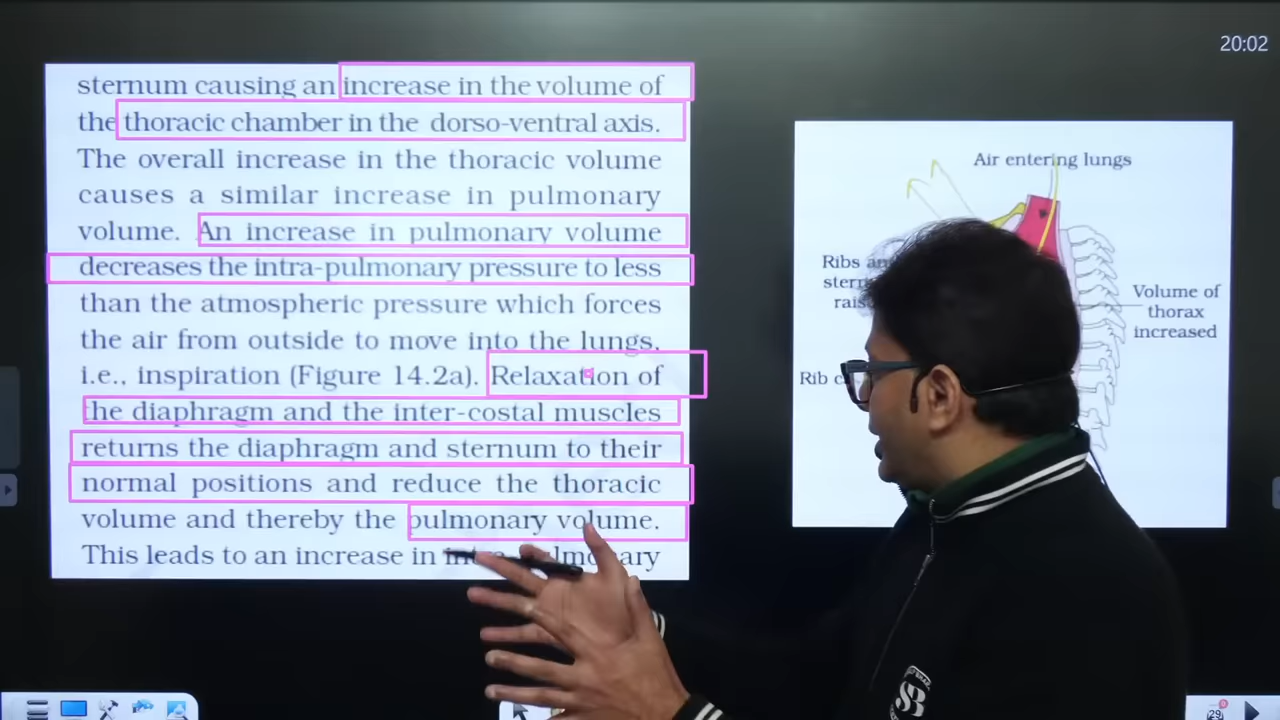 20:02
sternum causing an increase in the volume of
the thoracic chamber in the dorso-ventral axis.
The overall increase in the thoracic volume
causes a similar increase in pulmonary
volume. An increase in pulmonary volume
decreases the intra-pulmonary pressure to less
than the atmospheric pressure which forces
the air from outside to move into the lungs,
i.e., inspiration (Figure 14.2a). Relaxation of
the diaphragm and the inter-costal muscles
returns the diaphragm and sternum to their
normal positions and reduce the thoracic
volume and thereby the pulmonary volume.
This leads to an increase in intra-pulmonary
Air entering lungs
Ribs
Volume of
thorax
increased
Rib
SB
29